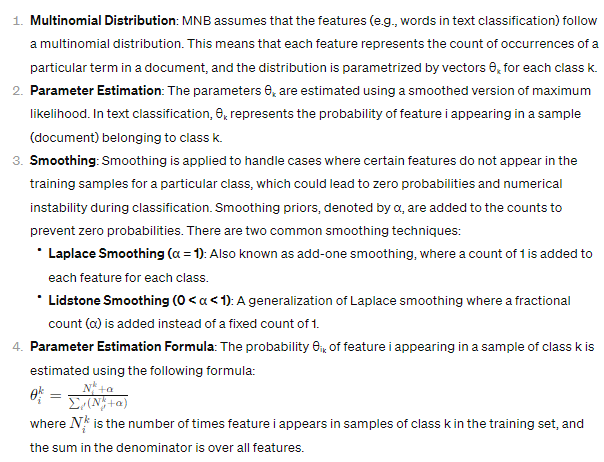 1. Multinomial Distribution: MNB assumes that the features (e.g., words in text classification) follow
a multinomial distribution. This means that each feature represents the count of occurrences of a
particular term in a document, and the distribution is parametrized by vectors θₖ for each class k.
2. Parameter Estimation: The parameters θₖ are estimated using a smoothed version of maximum
likelihood. In text classification, θₖ represents the probability of feature i appearing in a sample
(document) belonging to class k.
3. Smoothing: Smoothing is applied to handle cases where certain features do not appear in the
training samples for a particular class, which could lead to zero probabilities and numerical
instability during classification. Smoothing priors, denoted by α, are added to the counts to
prevent zero probabilities. There are two common smoothing techniques:
• Laplace Smoothing (α = 1): Also known as add-one smoothing, where a count of 1 is added to
each feature for each class.
• Lidstone Smoothing (0 < α < 1): A generalization of Laplace smoothing where a fractional
count (α) is added instead of a fixed count of 1.
4. Parameter Estimation Formula: The probability θᵢₖ of feature i appearing in a sample of class k is
estimated using the following formula:
θ_i^k = (N_i^k + α) / (∑_{i'} (N_{i'}^k + α))
where N_i^k is the number of times feature i appears in samples of class k in the training set, and
the sum in the denominator is over all features.